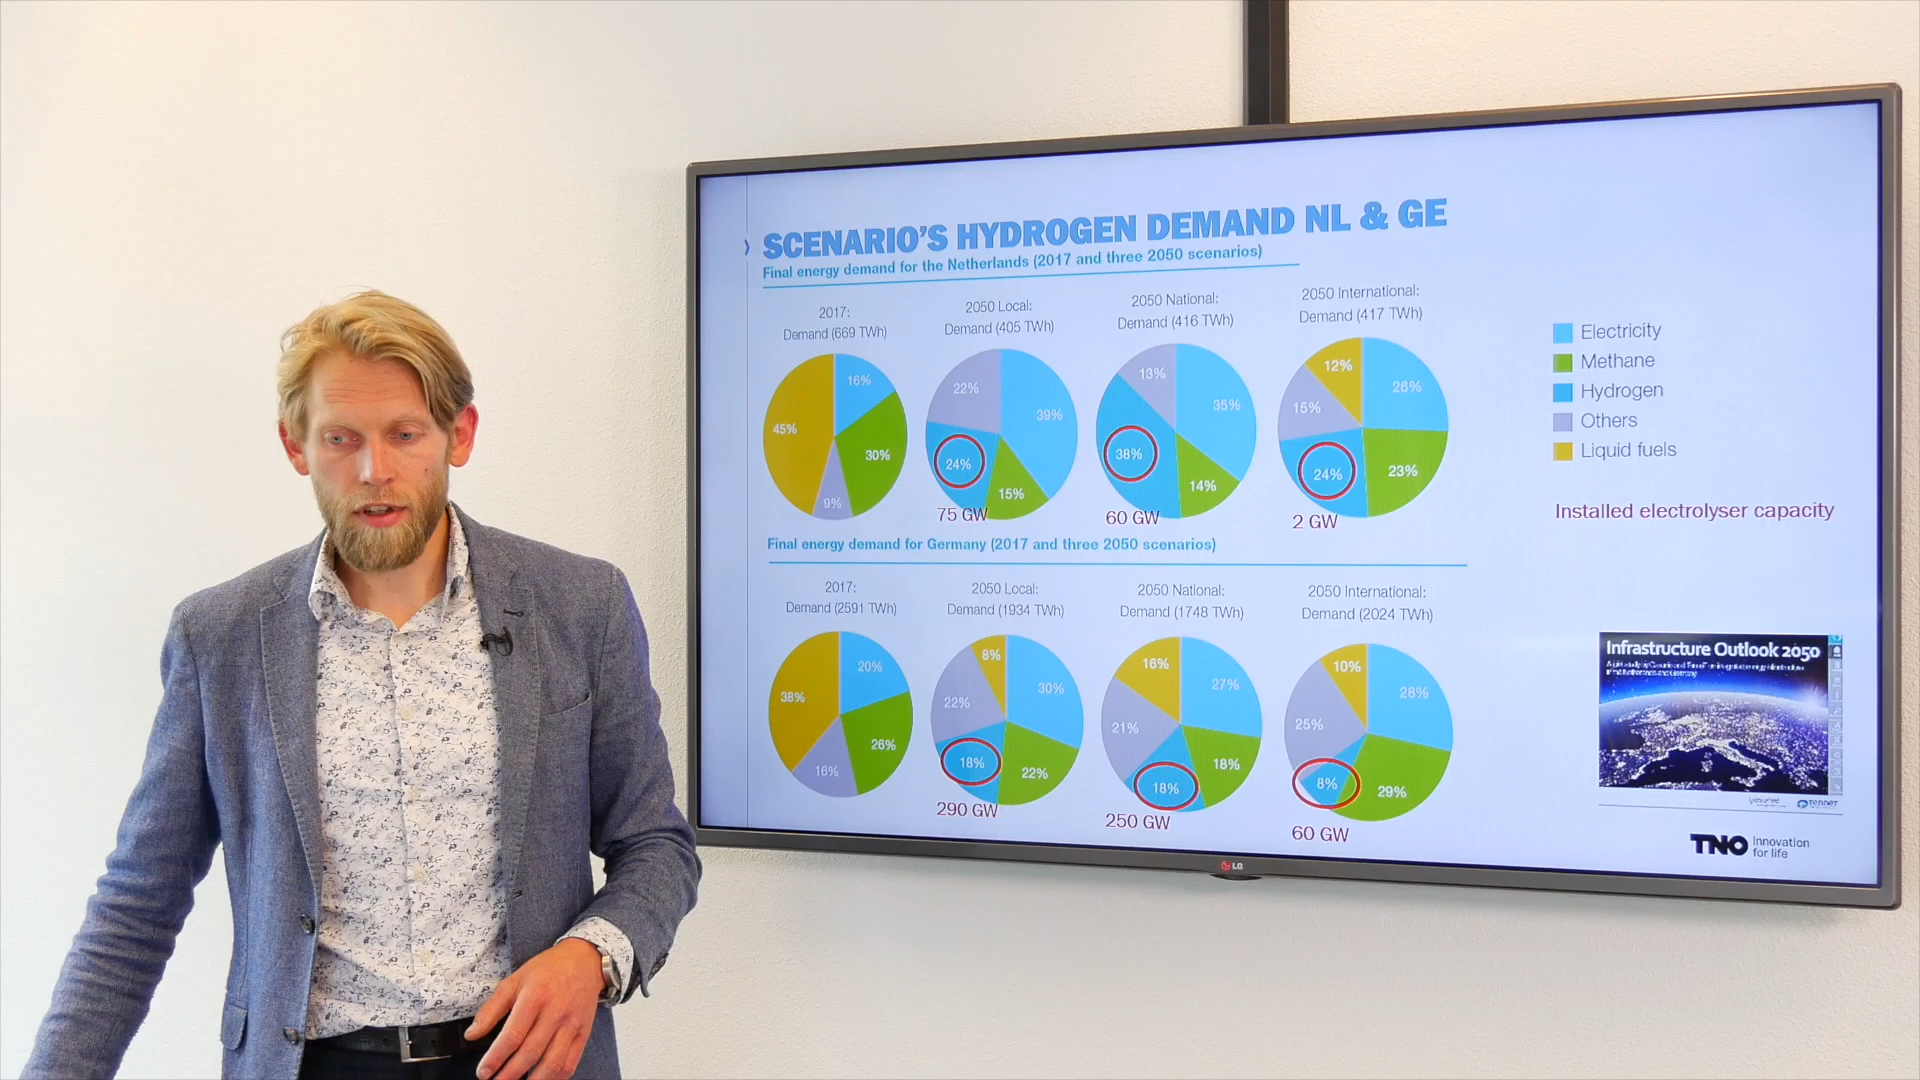 SCENARIO'S HYDROGEN DEMAND NL & GE
Final energy demand for the Netherlands (2017 and three 2050 scenarios)
2017:
Demand (669 TWh)
2050 Local:
Demand (405 TWh)
2050 National:
Demand (416 TWh)
2050 International:
Demand (417 TWh)
16%
30%
9%
45%
39%
15%
24%
22%
35%
14%
38%
13%
26%
23%
24%
15%
12%
75 GW
60 GW
2 GW
Electricity
Methane
Hydrogen
Others
Liquid fuels
Installed electrolyser capacity
Final energy demand for Germany (2017 and three 2050 scenarios)
2017:
Demand (2591 TWh)
2050 Local:
Demand (1934 TWh)
2050 National:
Demand (1748 TWh)
2050 International:
Demand (2024 TWh)
20%
26%
16%
38%
30%
22%
18%
22%
8%
27%
18%
18%
21%
16%
28%
29%
8%
25%
10%
290 GW
250 GW
60 GW
Infrastructure Outlook 2050
TenneT
TNO innovation
for life
LG